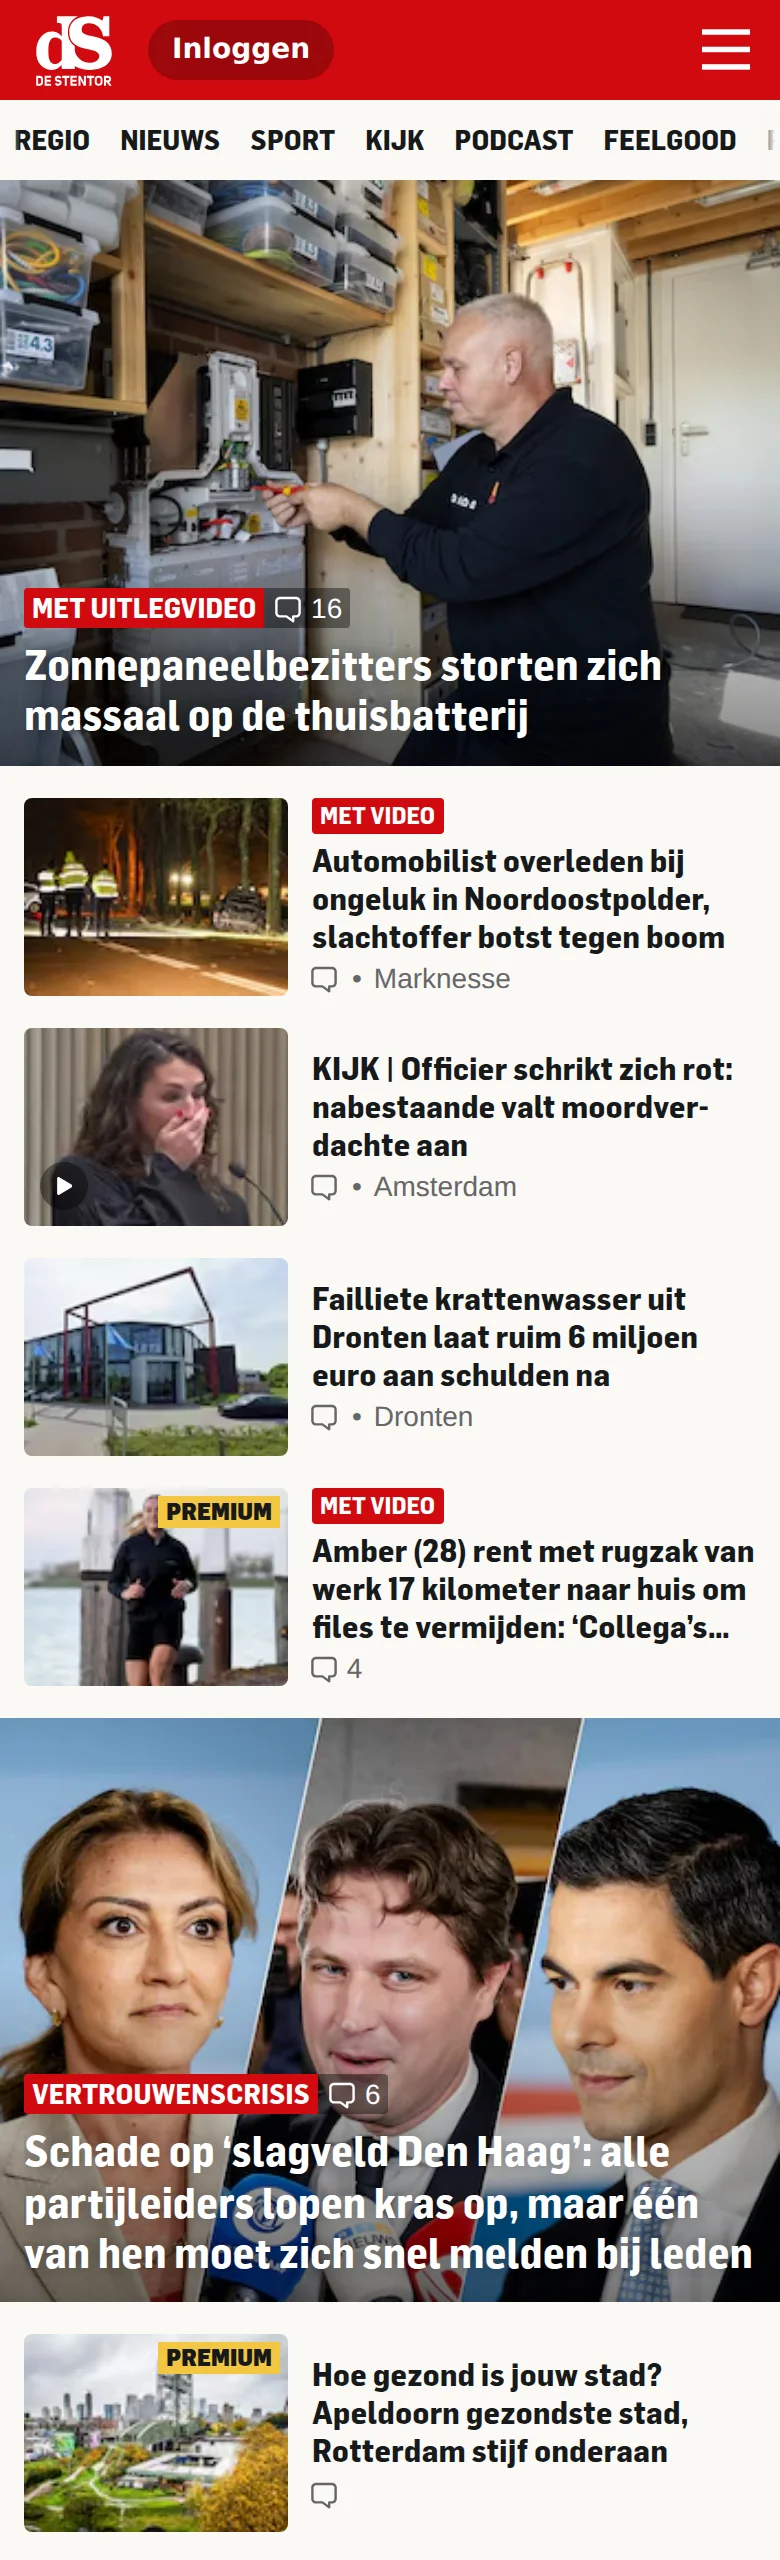 dS
DE STENTOR
Inloggen
REGIO NIEUWS SPORT KIJK PODCAST FEELGOOD
4.3
MET UITLEGVIDEO 16
Zonnepaneelbezitters storten zich
massaal op de thuisbatterij
MET VIDEO
Automobilist overleden bij
ongeluk in Noordoostpolder,
slachtoffer botst tegen boom
• Marknesse
KIJK | Officier schrikt zich rot:
nabestaande valt moordver-
dachte aan
• Amsterdam
Failliete krattenwasser uit
Dronten laat ruim 6 miljoen
euro aan schulden na
• Dronten
PREMIUM
MET VIDEO
Amber (28) rent met rugzak van
werk 17 kilometer naar huis om
files te vermijden: ‘Collega’s...
4
VERTROUWENSCRISIS 6
Schade op ‘slagveld Den Haag’: alle
partijleiders lopen kras op, maar één
van hen moet zich snel melden bij leden
PREMIUM
Hoe gezond is jouw stad?
Apeldoorn gezondste stad,
Rotterdam stijf onderaan